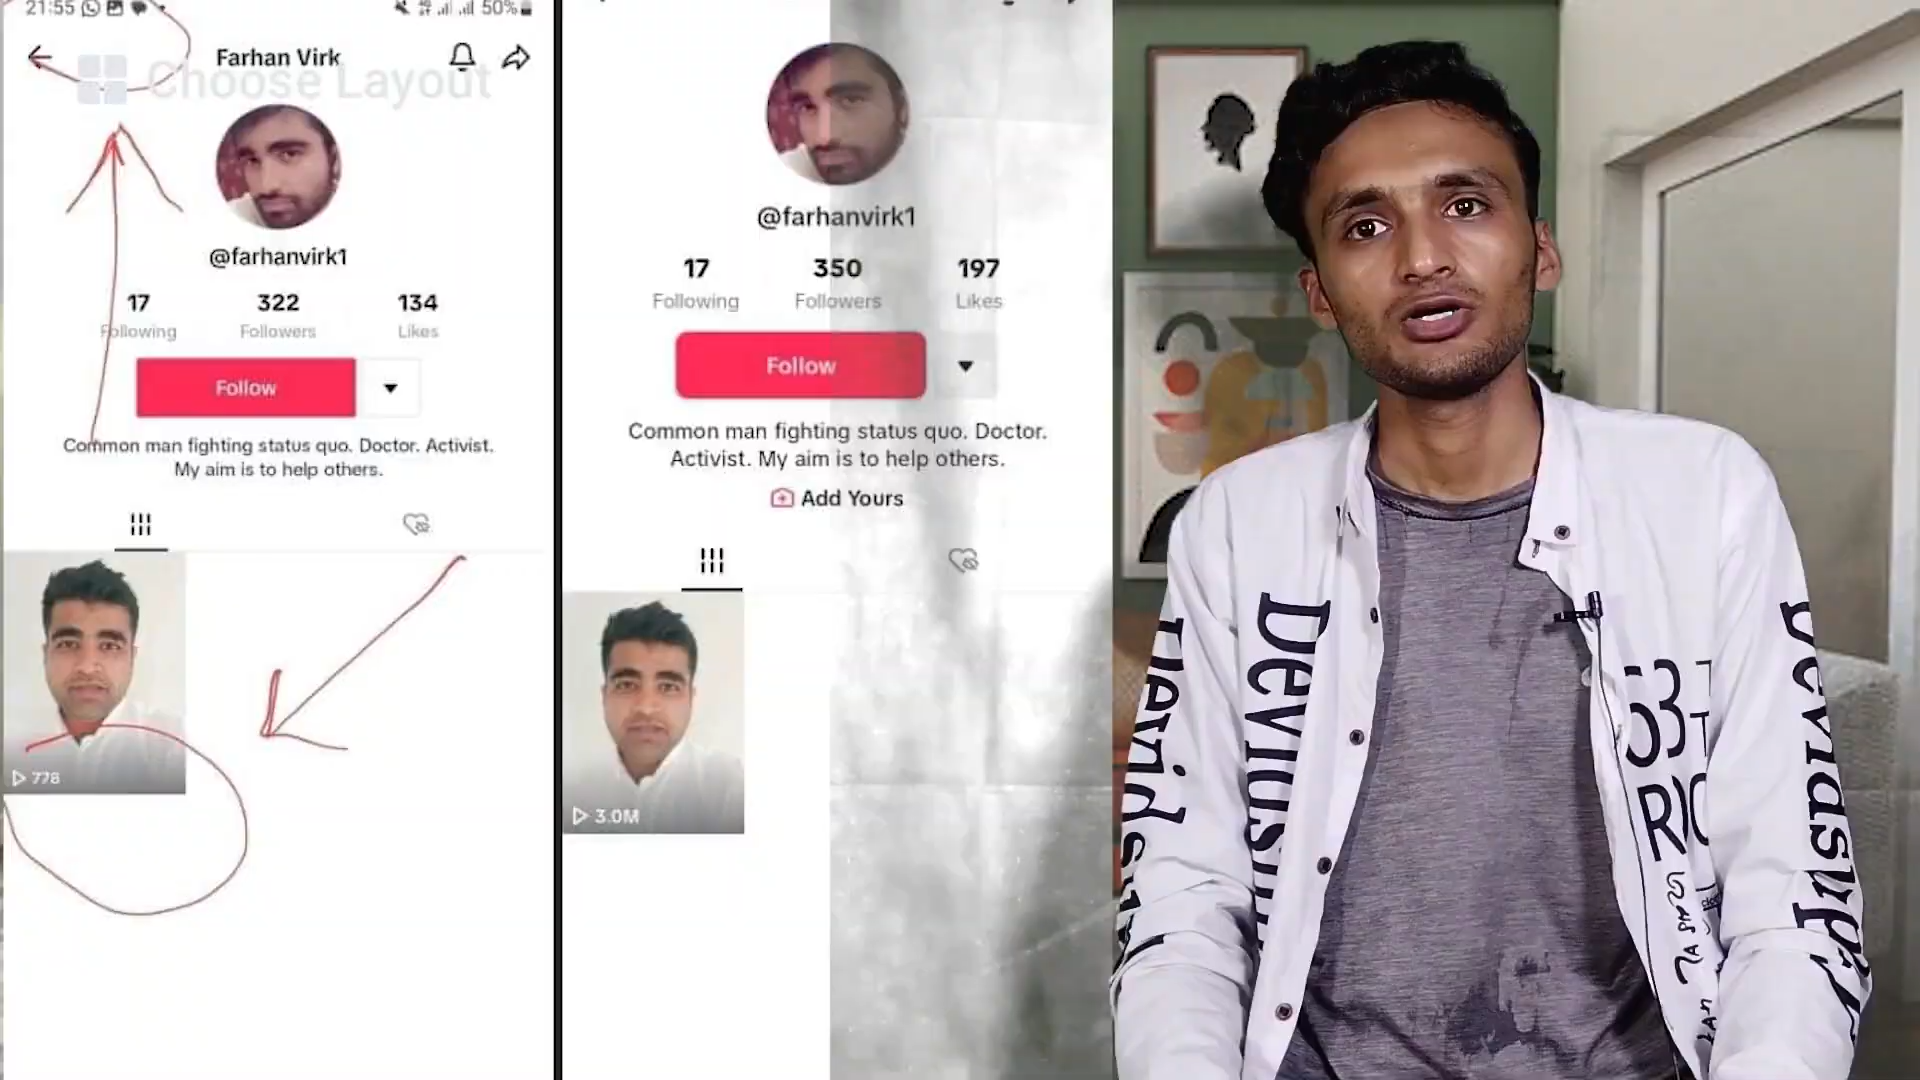 21:55
50%
Farhan Virk
Choose Layout
@farhanvirk1
17 322 134
Following Followers Likes
Follow
Common man fighting status quo. Doctor. Activist.
My aim is to help others.
778
@farhanvirk1
17 350 197
Following Followers Likes
Follow
Common man fighting status quo. Doctor.
Activist. My aim is to help others.
Add Yours
3.0M
53